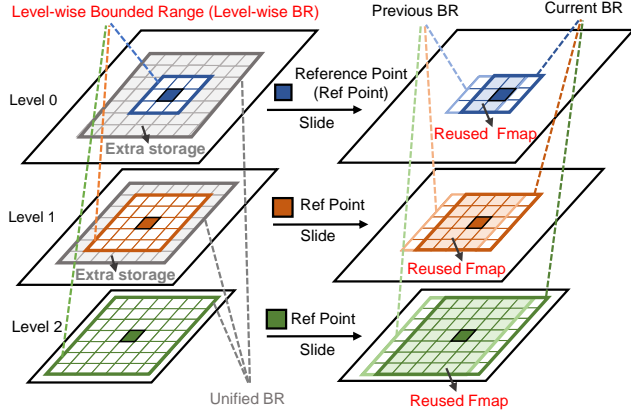 Level-wise Bounded Range (Level-wise BR)
Previous BR
Current BR
Level 0
Reference Point
(Ref Point)
Slide
Extra storage
Reused Fmap
Level 1
Ref Point
Slide
Extra storage
Reused Fmap
Level 2
Ref Point
Slide
Unified BR
Reused Fmap